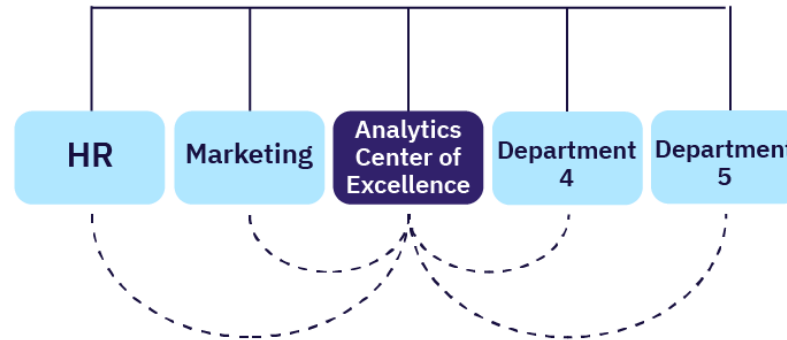 HR
Marketing
Analytics
Center of
Excellence
Department
4
Department
5